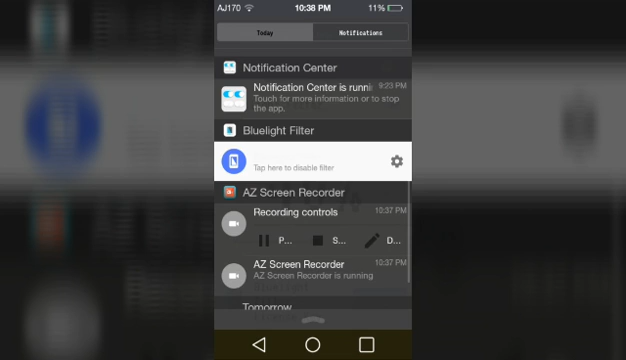 AJ170 10:38 PM 11%
Today Notifications
Notification Center
Notification Center is runni 9:23 PM
Touch for more information or to stop
the app.
Bluelight Filter
Tap here to disable filter
AZ Screen Recorder
Recording controls 10:37 PM
P... S... D...
AZ Screen Recorder 10:37 PM
AZ Screen Recorder is running
Tomorrow